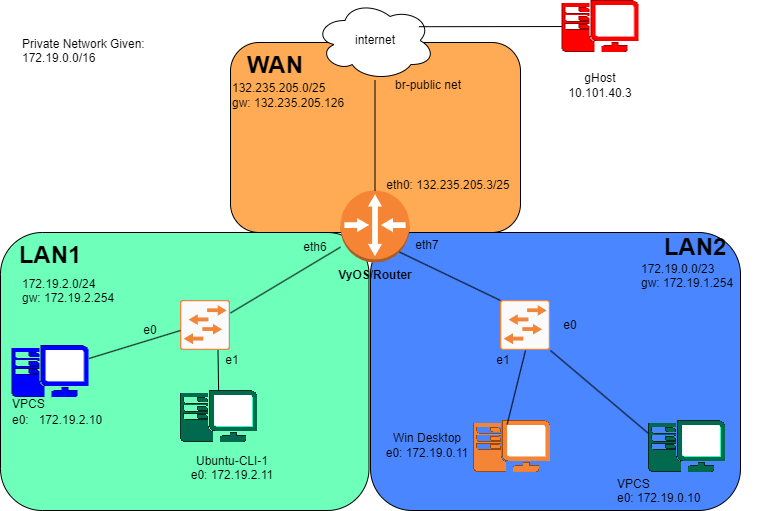 internet
Private Network Given:
172.19.0.0/16
WAN
gHost
10.101.40.3
132.235.205.0/25
gw: 132.235.205.126
br-public net
eth0: 132.235.205.3/25
eth6
eth7
VyOS/Router
LAN1
172.19.2.0/24
gw: 172.19.2.254
LAN2
172.19.0.0/23
gw: 172.19.1.254
e0
e1
VPCS
e0: 172.19.2.10
Ubuntu-CLI-1
e0: 172.19.2.11
e0
e1
Win Desktop
e0: 172.19.0.11
VPCS
e0: 172.19.0.10